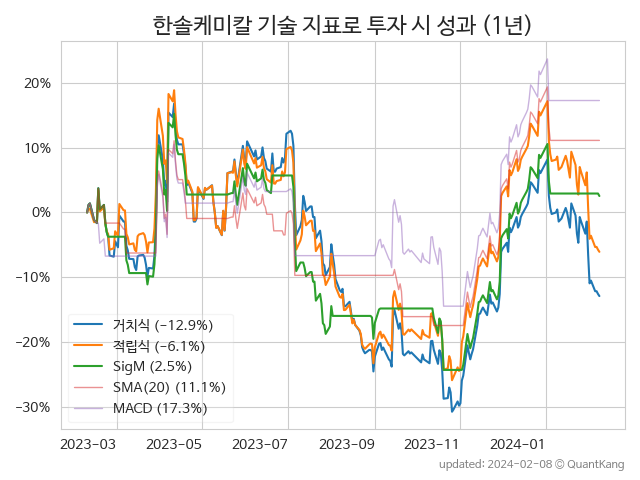 한솔케미칼 기술 지표로 투자 시 성과 (1년)
20%
10%
0%
−10%
−20%
−30%
거치식 (−12.9%)
적립식 (−6.1%)
SigM (2.5%)
SMA(20) (11.1%)
MACD (17.3%)
2023-03 2023-05 2023-07 2023-09 2023-11 2024-01
updated: 2024-02-08 ⓒ QuantKang